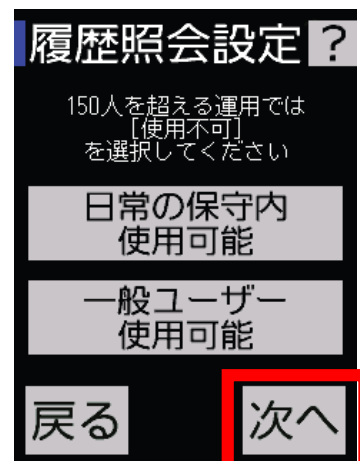 履歴照会設定 ?
150人を超える運用では
[使用不可]
を選択してください
日常の保守内
使用可能
一般ユーザー
使用可能
戻る 次へ